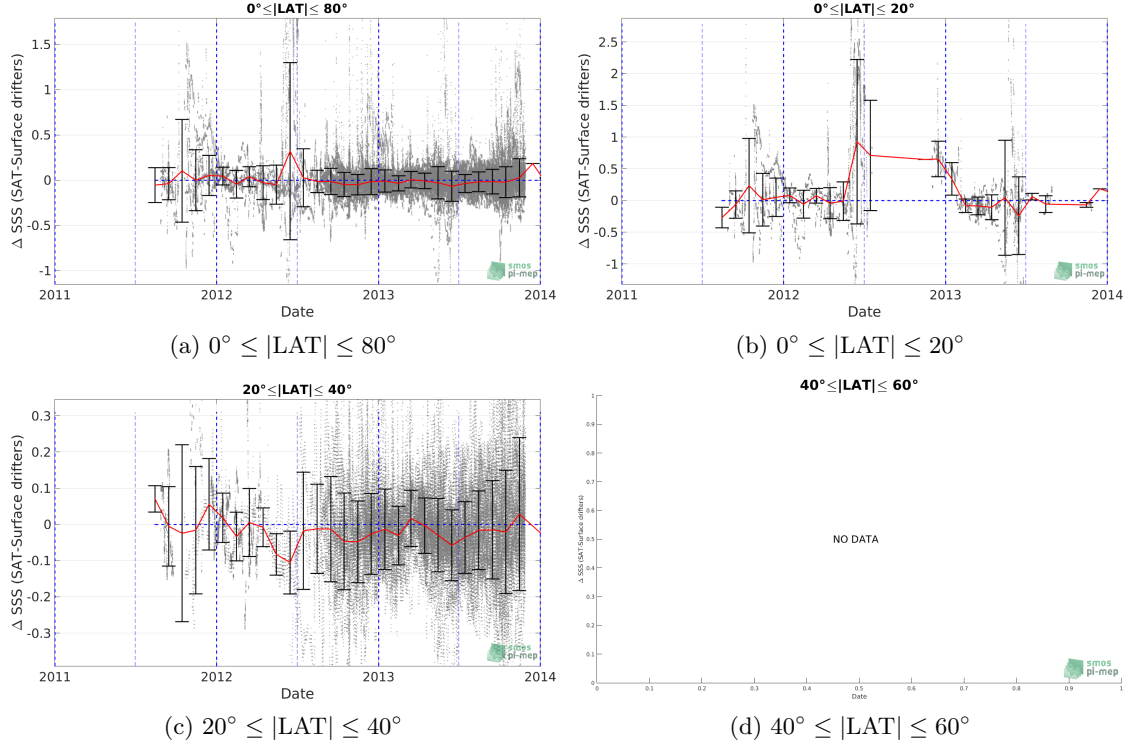 0°≤|LAT|≤ 80°
Δ SSS (SAT-Surface drifters)
1.5
1
0.5
0
-0.5
-1
2011
2012
2013
2014
Date
smos
pi-mep
(a) 0° ≤ |LAT| ≤ 80°
0°≤|LAT|≤ 20°
Δ SSS (SAT-Surface drifters)
2.5
2
1.5
1
0.5
0
-0.5
-1
2011
2012
2013
2014
Date
smos
pi-mep
(b) 0° ≤ |LAT| ≤ 20°
20°≤|LAT|≤ 40°
Δ SSS (SAT-Surface drifters)
0.3
0.2
0.1
0
-0.1
-0.2
-0.3
2011
2012
2013
2014
Date
smos
pi-mep
(c) 20° ≤ |LAT| ≤ 40°
40°≤|LAT|≤ 60°
Δ SSS (SAT-Surface drifters)
1
0.9
0.8
0.7
0.6
0.5
0.4
0.3
0.2
0.1
0
NO DATA
0
0.1
0.2
0.3
0.4
0.5
0.6
0.7
0.8
0.9
1
Date
smos
pi-mep
(d) 40° ≤ |LAT| ≤ 60°